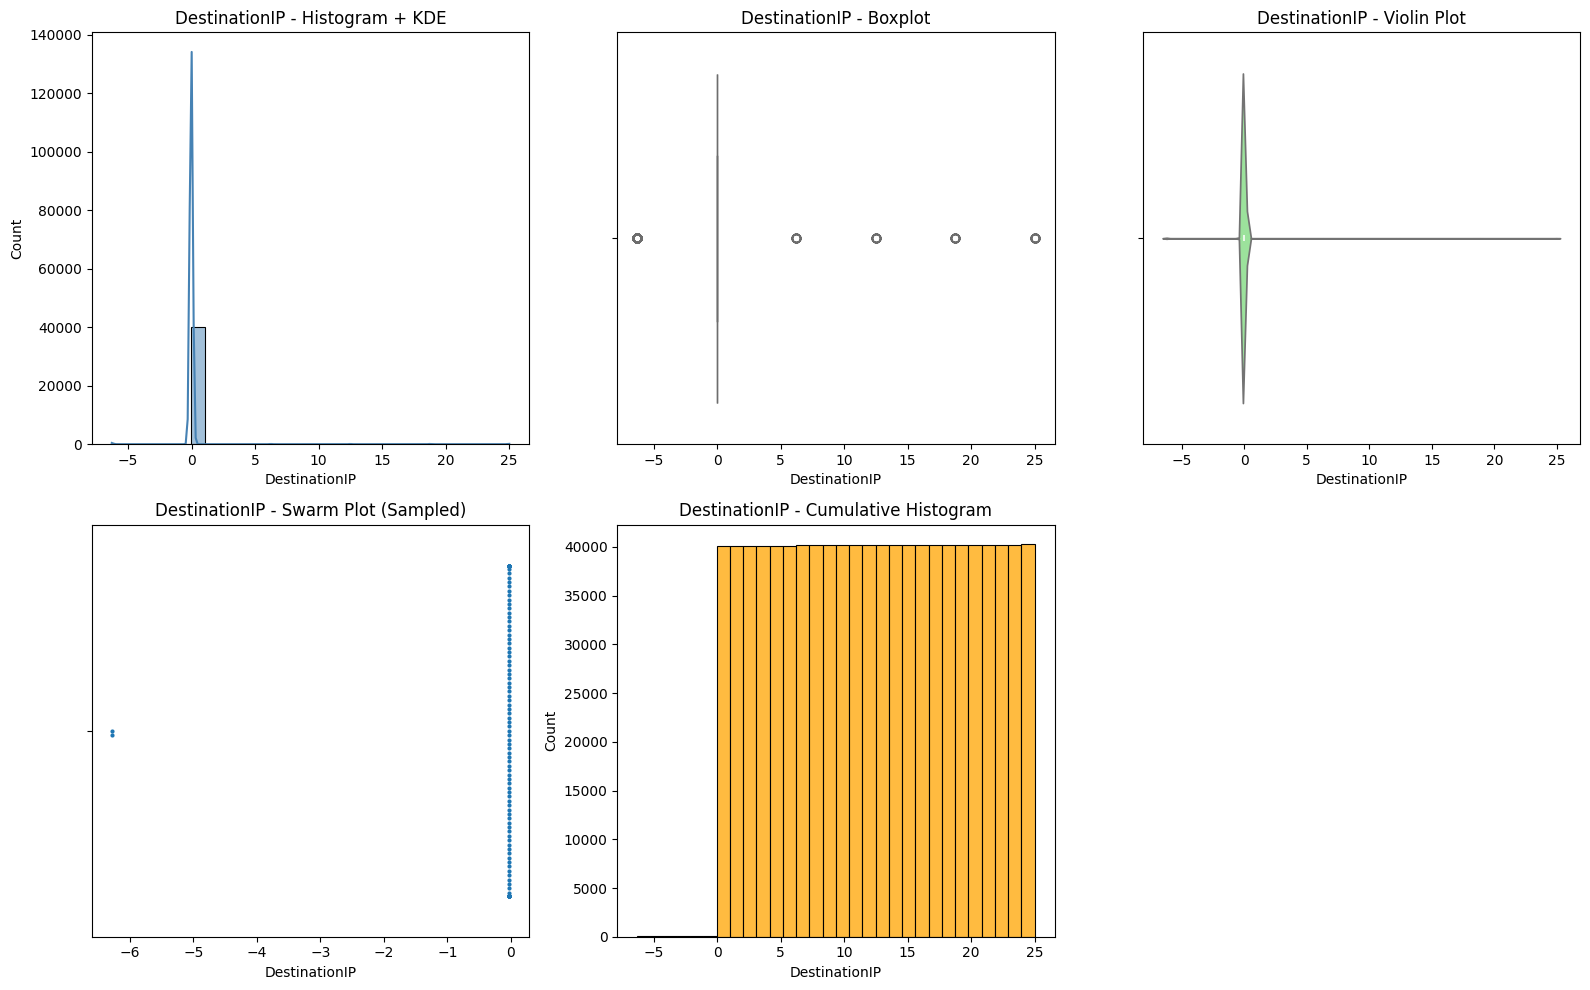 DestinationIP - Histogram + KDE
140000
120000
100000
80000
60000
40000
20000
0
Count
−5 0 5 10 15 20 25
DestinationIP
DestinationIP - Boxplot
−5 0 5 10 15 20 25
DestinationIP
DestinationIP - Violin Plot
−5 0 5 10 15 20 25
DestinationIP
DestinationIP - Swarm Plot (Sampled)
−6 −5 −4 −3 −2 −1 0
DestinationIP
DestinationIP - Cumulative Histogram
40000
35000
30000
25000
20000
15000
10000
5000
0
Count
−5 0 5 10 15 20 25
DestinationIP